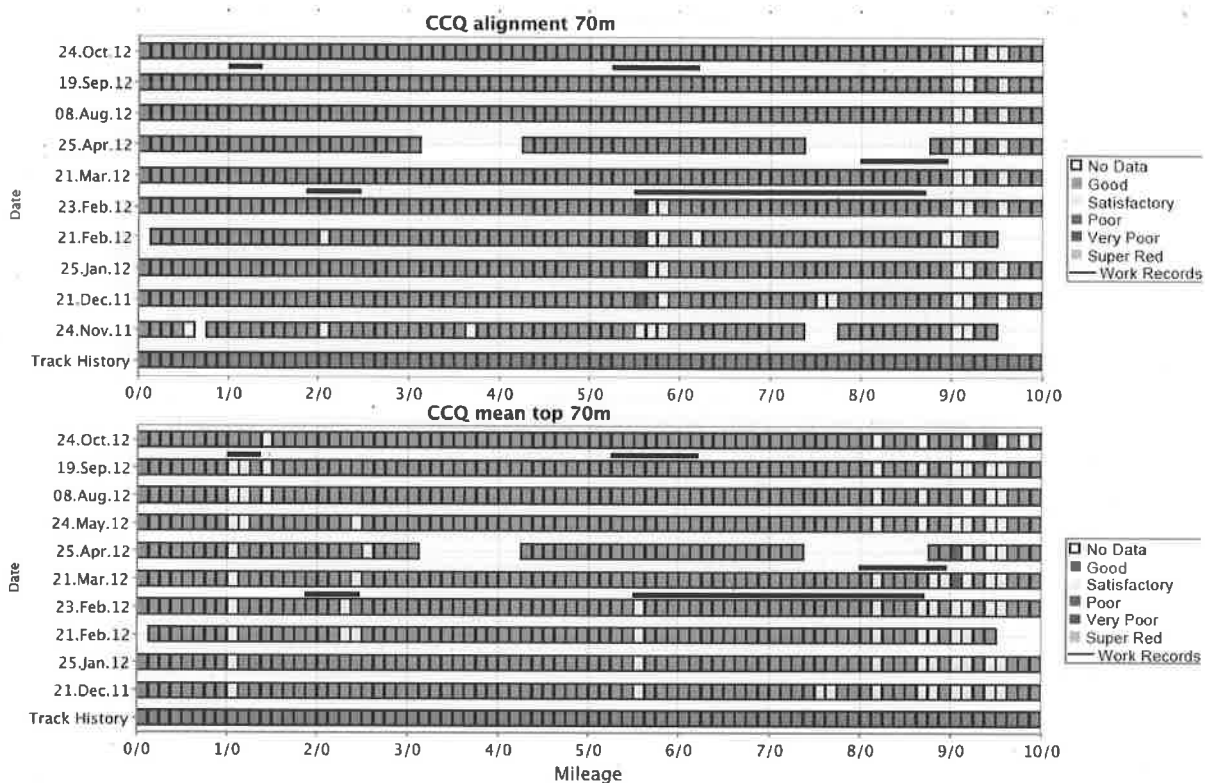 CCQ alignment 70m
24.Oct.12
19.Sep.12
08.Aug.12
25.Apr.12
21.Mar.12
23.Feb.12
21.Feb.12
25.Jan.12
21.Dec.11
24.Nov.11
Track History
Date
0/0 1/0 2/0 3/0 4/0 5/0 6/0 7/0 8/0 9/0 10/0
No Data
Good
Satisfactory
Poor
Very Poor
Super Red
Work Records
CCQ mean top 70m
24.Oct.12
19.Sep.12
08.Aug.12
24.May.12
25.Apr.12
21.Mar.12
23.Feb.12
21.Feb.12
25.Jan.12
21.Dec.11
Track History
Date
0/0 1/0 2/0 3/0 4/0 5/0 6/0 7/0 8/0 9/0 10/0
Mileage
No Data
Good
Satisfactory
Poor
Very Poor
Super Red
Work Records